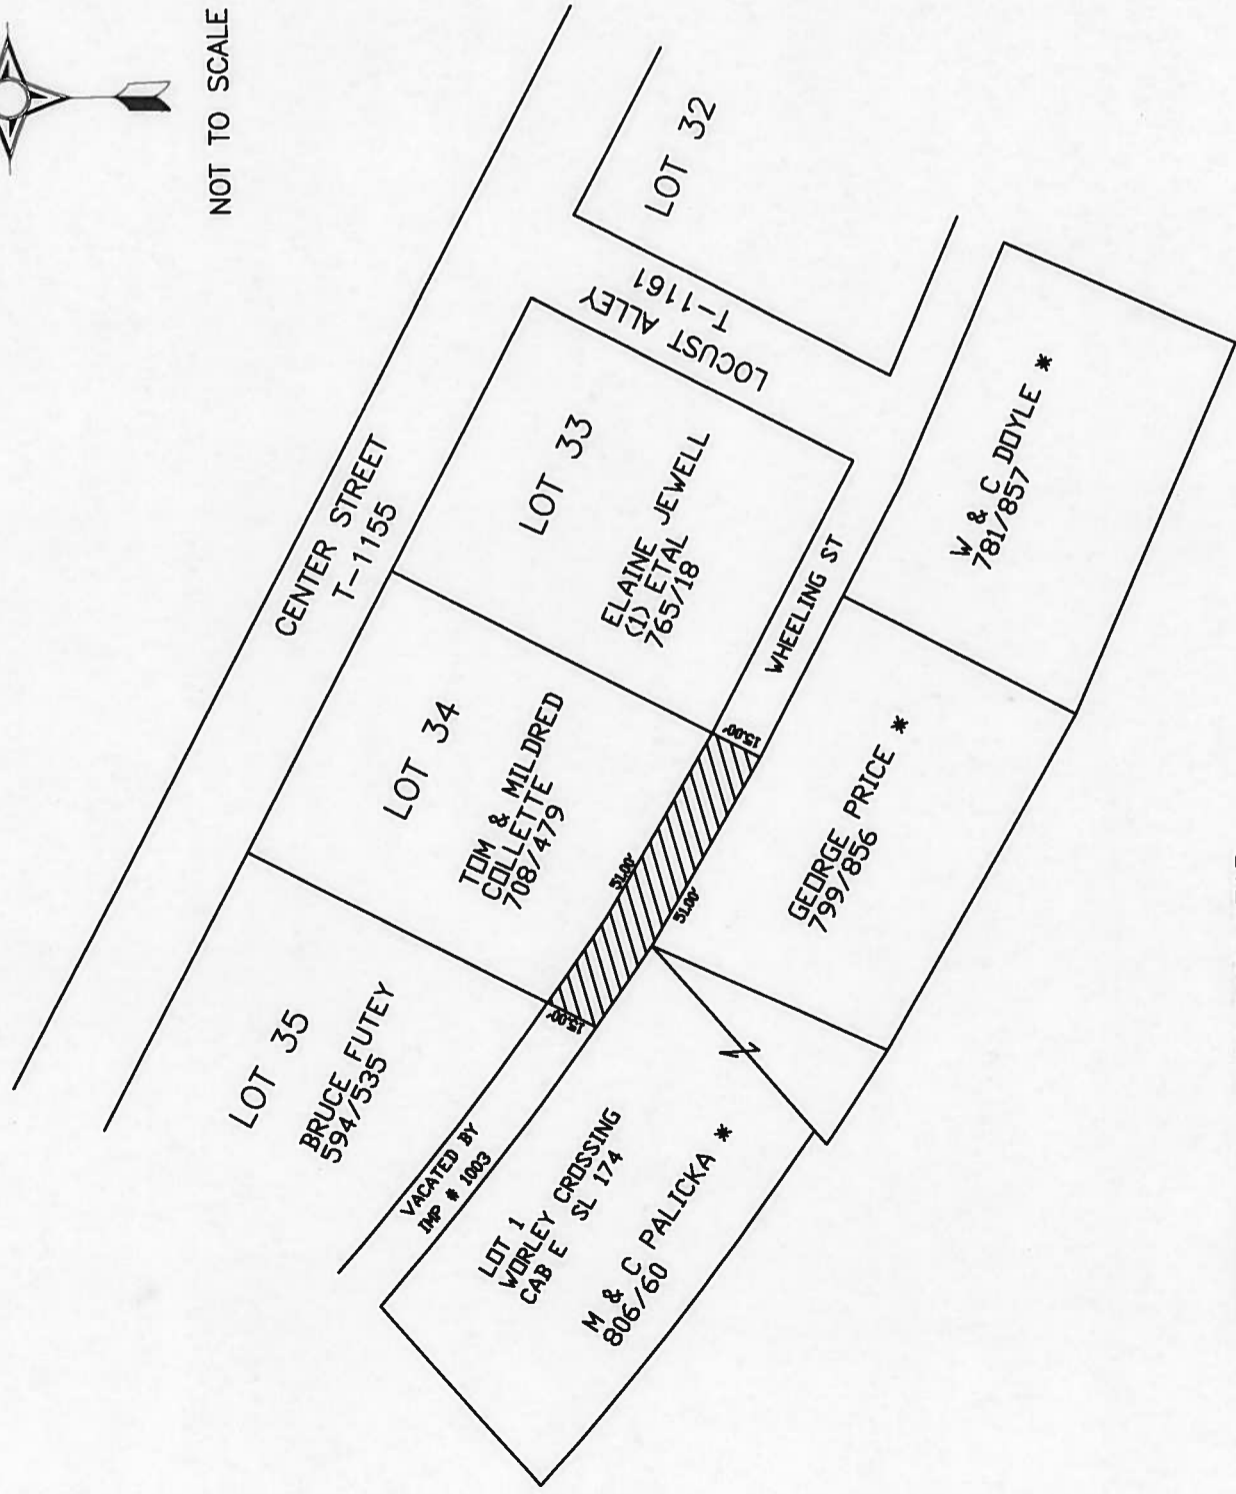 NOT TO SCALE
CENTER STREET
T-1155
LOT 32
LOCUST ALLEY
T-1161
LOT 33
ELAINE JEWELL
(1) ETAL
765/18
LOT 34
TOM & MILDRED
COLLETTE
708/479
LOT 35
BRUCE FUTEY
594/535
WHEELING ST
15.00'
51.00'
51.00'
15.00'
VACATED BY
IMP # 1003
W & C DOYLE *
781/857
GEORGE PRICE *
799/856
LOT 1
WORLEY CROSSING
CAB E SL 174
M & C PALICKA *
806/60